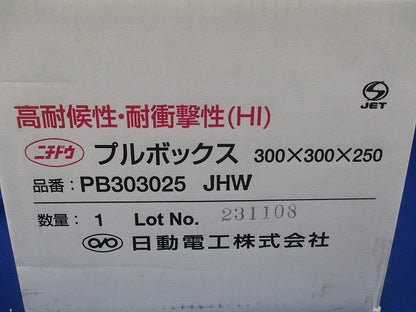 JET
高耐候性・耐衝撃性(HI)
ニチドウ プルボックス 300×300×250
品番：PB303025 JHW
数量：1 Lot No. 231108
日動電工株式会社